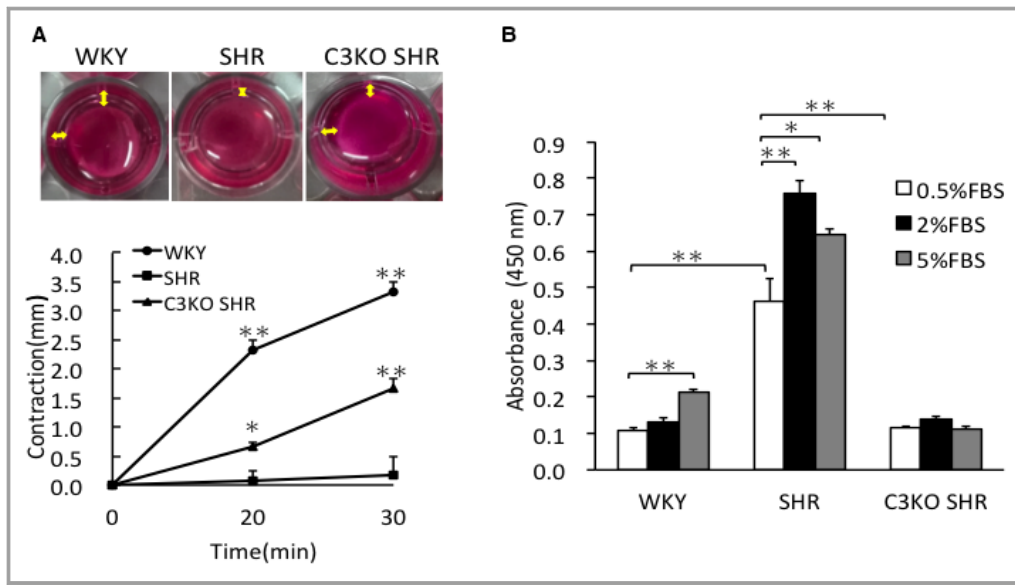 A
WKY SHR C3KO SHR
4.0
3.5
3.0
2.5
2.0
1.5
1.0
0.5
0.0
Contraction(mm)
WKY
SHR
C3KO SHR
**
**
*
**
0 20 30
Time(min)
B
**
*
**
**
**
0.9
0.8
0.7
0.6
0.5
0.4
0.3
0.2
0.1
0.0
Absorbance (450 nm)
0.5%FBS
2%FBS
5%FBS
WKY SHR C3KO SHR